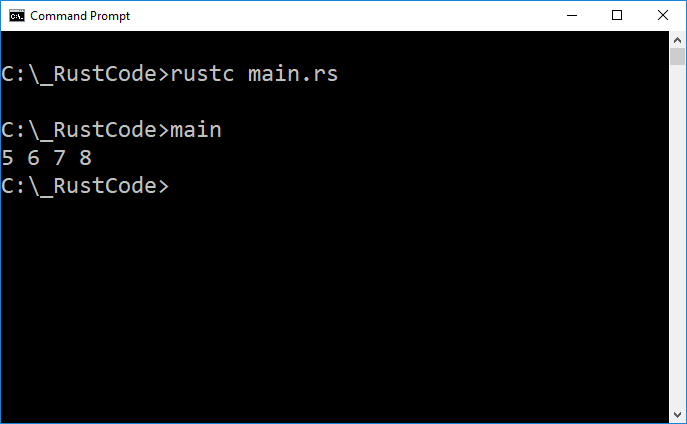 Command Prompt
C:\_RustCode>rustc main.rs
C:\_RustCode>main
5 6 7 8
C:\_RustCode>